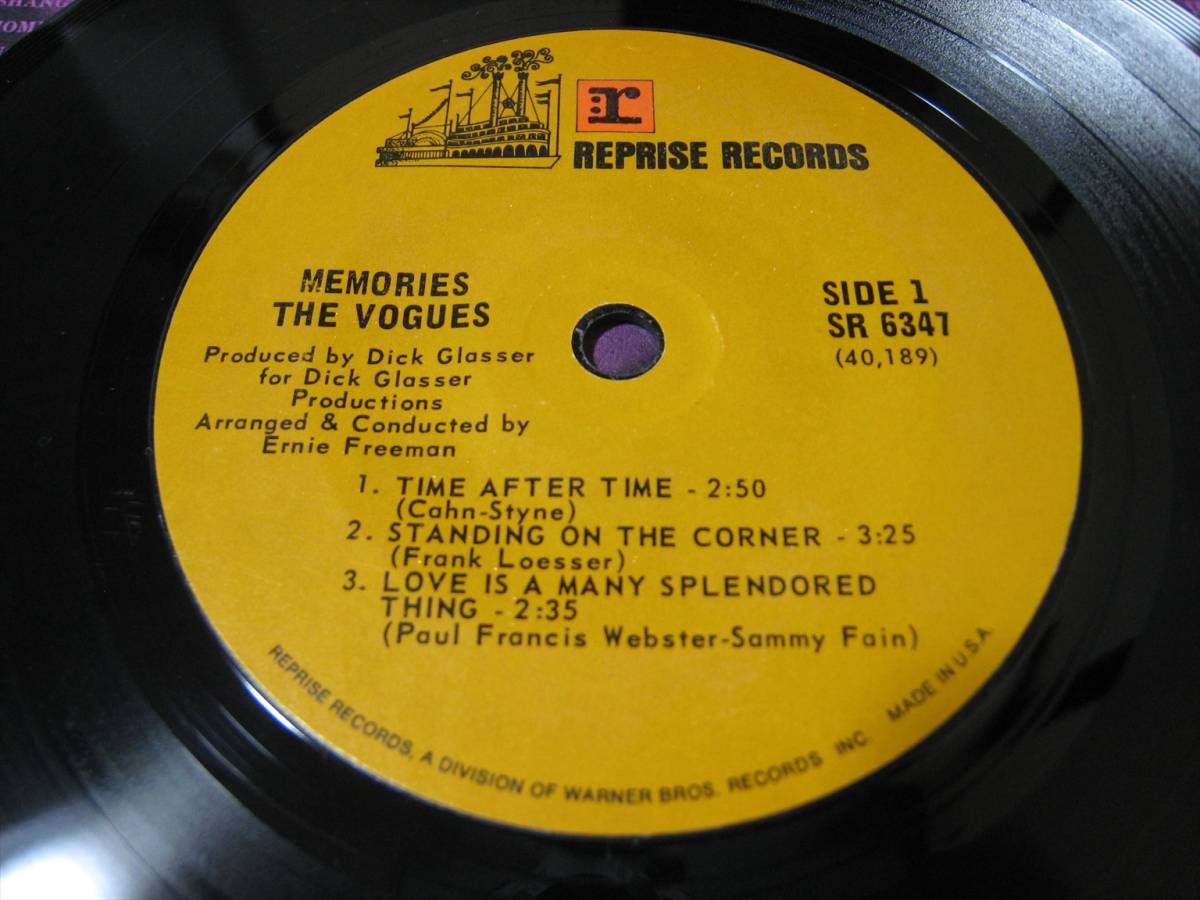 r
REPRISE RECORDS
MEMORIES
THE VOGUES
Produced by Dick Glasser
for Dick Glasser
Productions
Arranged & Conducted by
Ernie Freeman
SIDE 1
SR 6347
(40,189)
1. TIME AFTER TIME - 2:50
(Cahn-Styne)
2. STANDING ON THE CORNER - 3:25
(Frank Loesser)
3. LOVE IS A MANY SPLENDORED
THING - 2:35
(Paul Francis Webster-Sammy Fain)
REPRISE RECORDS, A DIVISION OF WARNER BROS. RECORDS INC. MADE IN U.S.A.